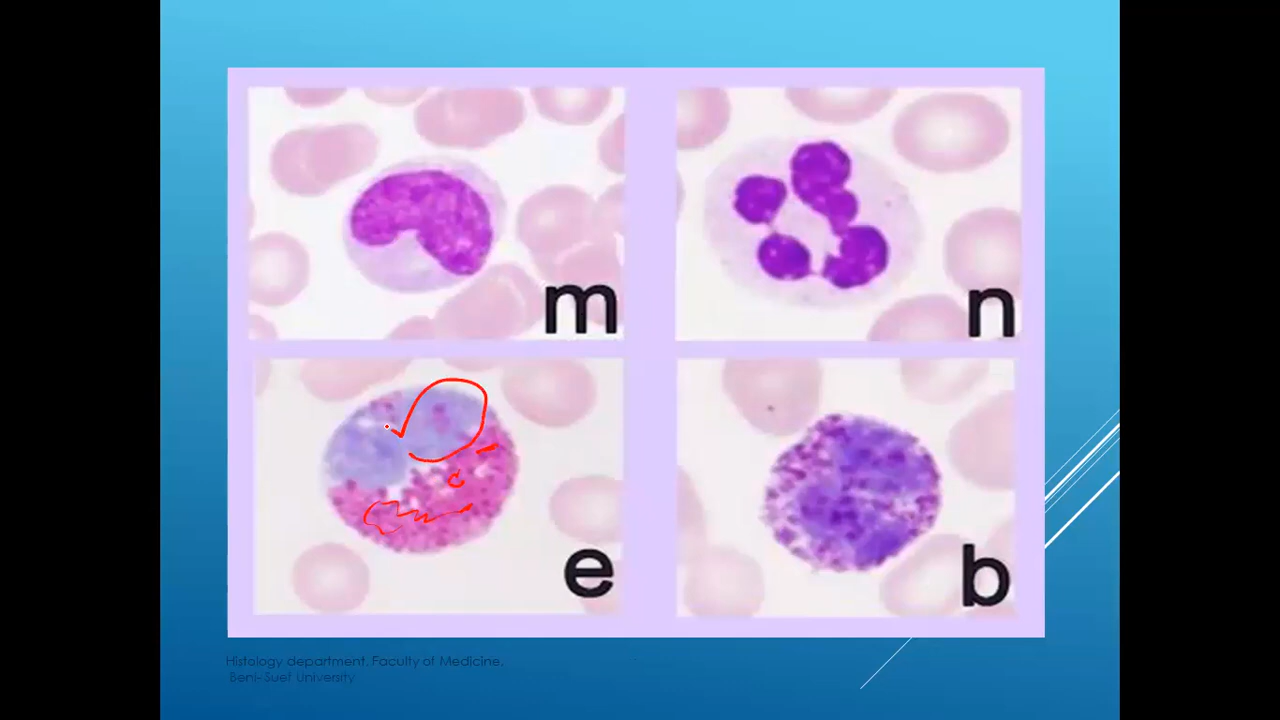 m
n
e
b
Histology department, Faculty of Medicine,
Beni-Suef University